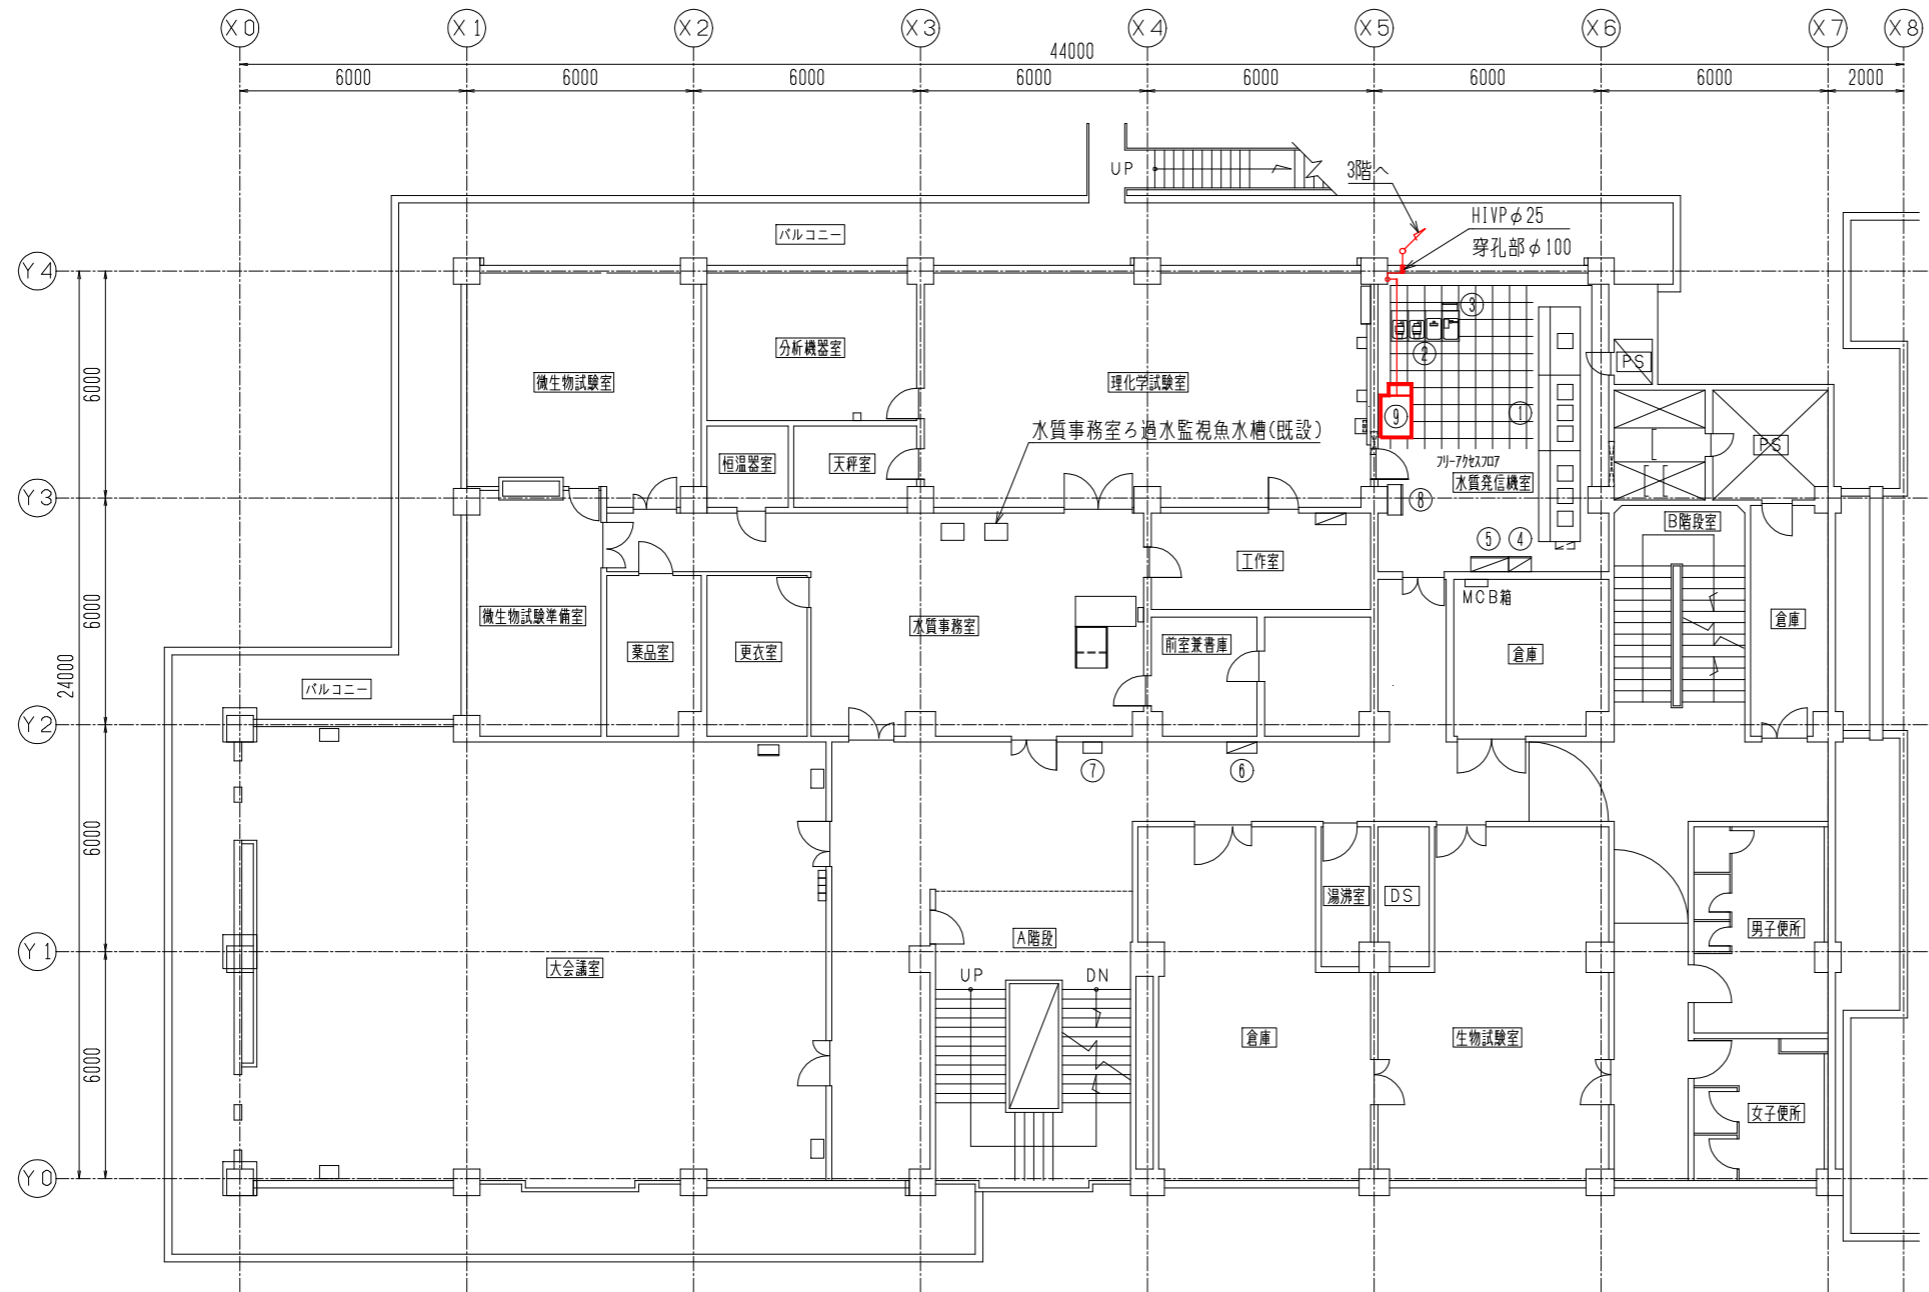 X0 X1 X2 X3 X4 X5 X6 X7 X8
44000
6000 6000 6000 6000 6000 6000 6000 2000
UP
3階へ
HIVPφ25
穿孔部φ100
バルコニー
Y4
③
分析機器室
②
PS
微生物試験室
理化学試験室
6000
①
⑨
水質事務室ろ過水監視魚水槽(既設)
PS
恒温器室
天秤室
フリーアクセスフロア
水質発信機室
Y3
⑧
B階段室
⑤ ④
工作室
MCB箱
6000
微生物試験準備室
水質事務室
倉庫
薬品室
更衣室
前室兼書庫
倉庫
24000
バルコニー
Y2
⑦
⑥
6000
湯沸室
DS
男子便所
A階段
Y1
大会議室
UP
DN
倉庫
生物試験室
6000
女子便所
Y0